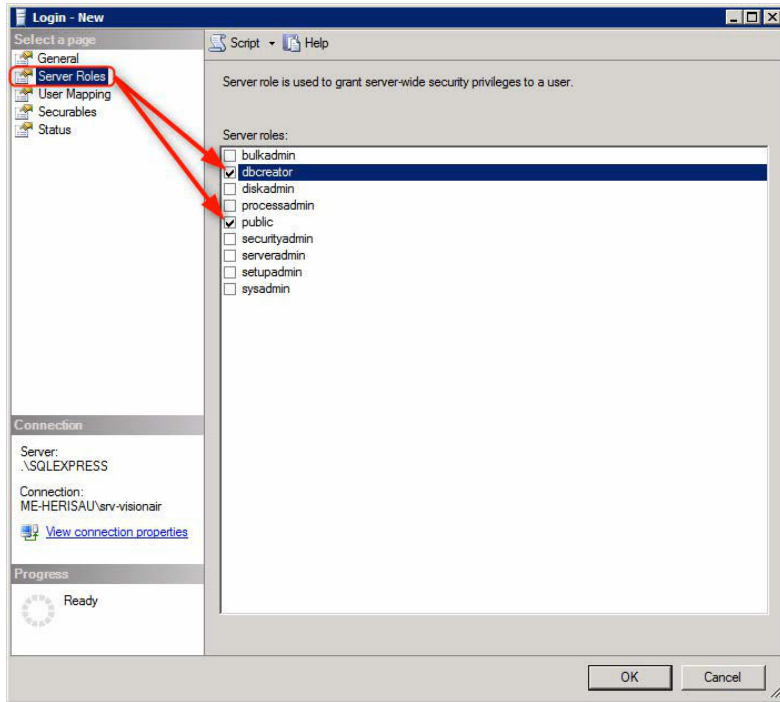 Login - New
Select a page
General
Server Roles
User Mapping
Securables
Status
Script
Help
Server role is used to grant server-wide security privileges to a user.
Server roles:
bulkadmin
dbcreator
diskadmin
processadmin
public
securityadmin
serveradmin
setupadmin
sysadmin
Connection
Server:
.\SQLEXPRESS
Connection:
ME-HERISAU\srv-visionair
View connection properties
Progress
Ready
OK
Cancel